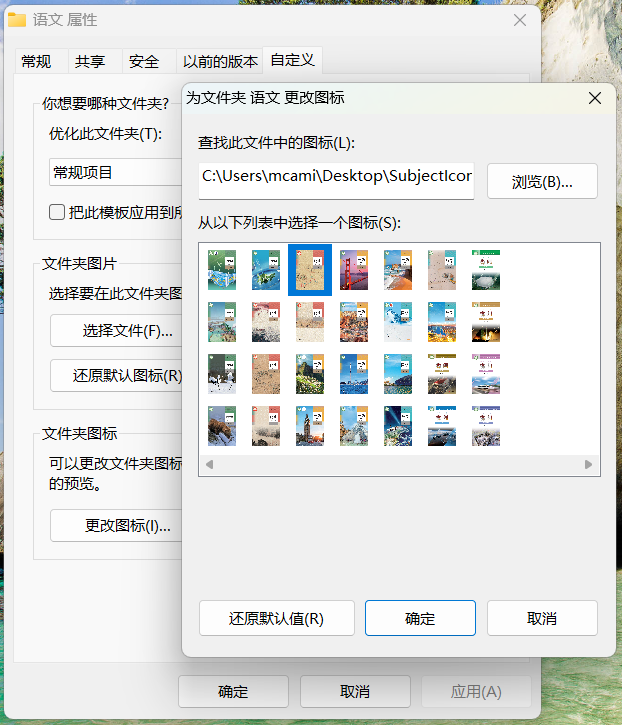 语文 属性
常规 共享 安全 以前的版本 自定义
你想要哪种文件夹?
优化此文件夹(T):
常规项目
把此模板应用到所
文件夹图片
选择要在此文件夹图
选择文件(F)...
还原默认图标(R)
文件夹图标
可以更改文件夹图标
的预览。
更改图标(I)...
为文件夹 语文 更改图标
查找此文件中的图标(L):
C:\Users\mcami\Desktop\SubjectIcor
浏览(B)...
从以下列表中选择一个图标(S):
还原默认值(R)
确定
取消
确定
取消
应用(A)